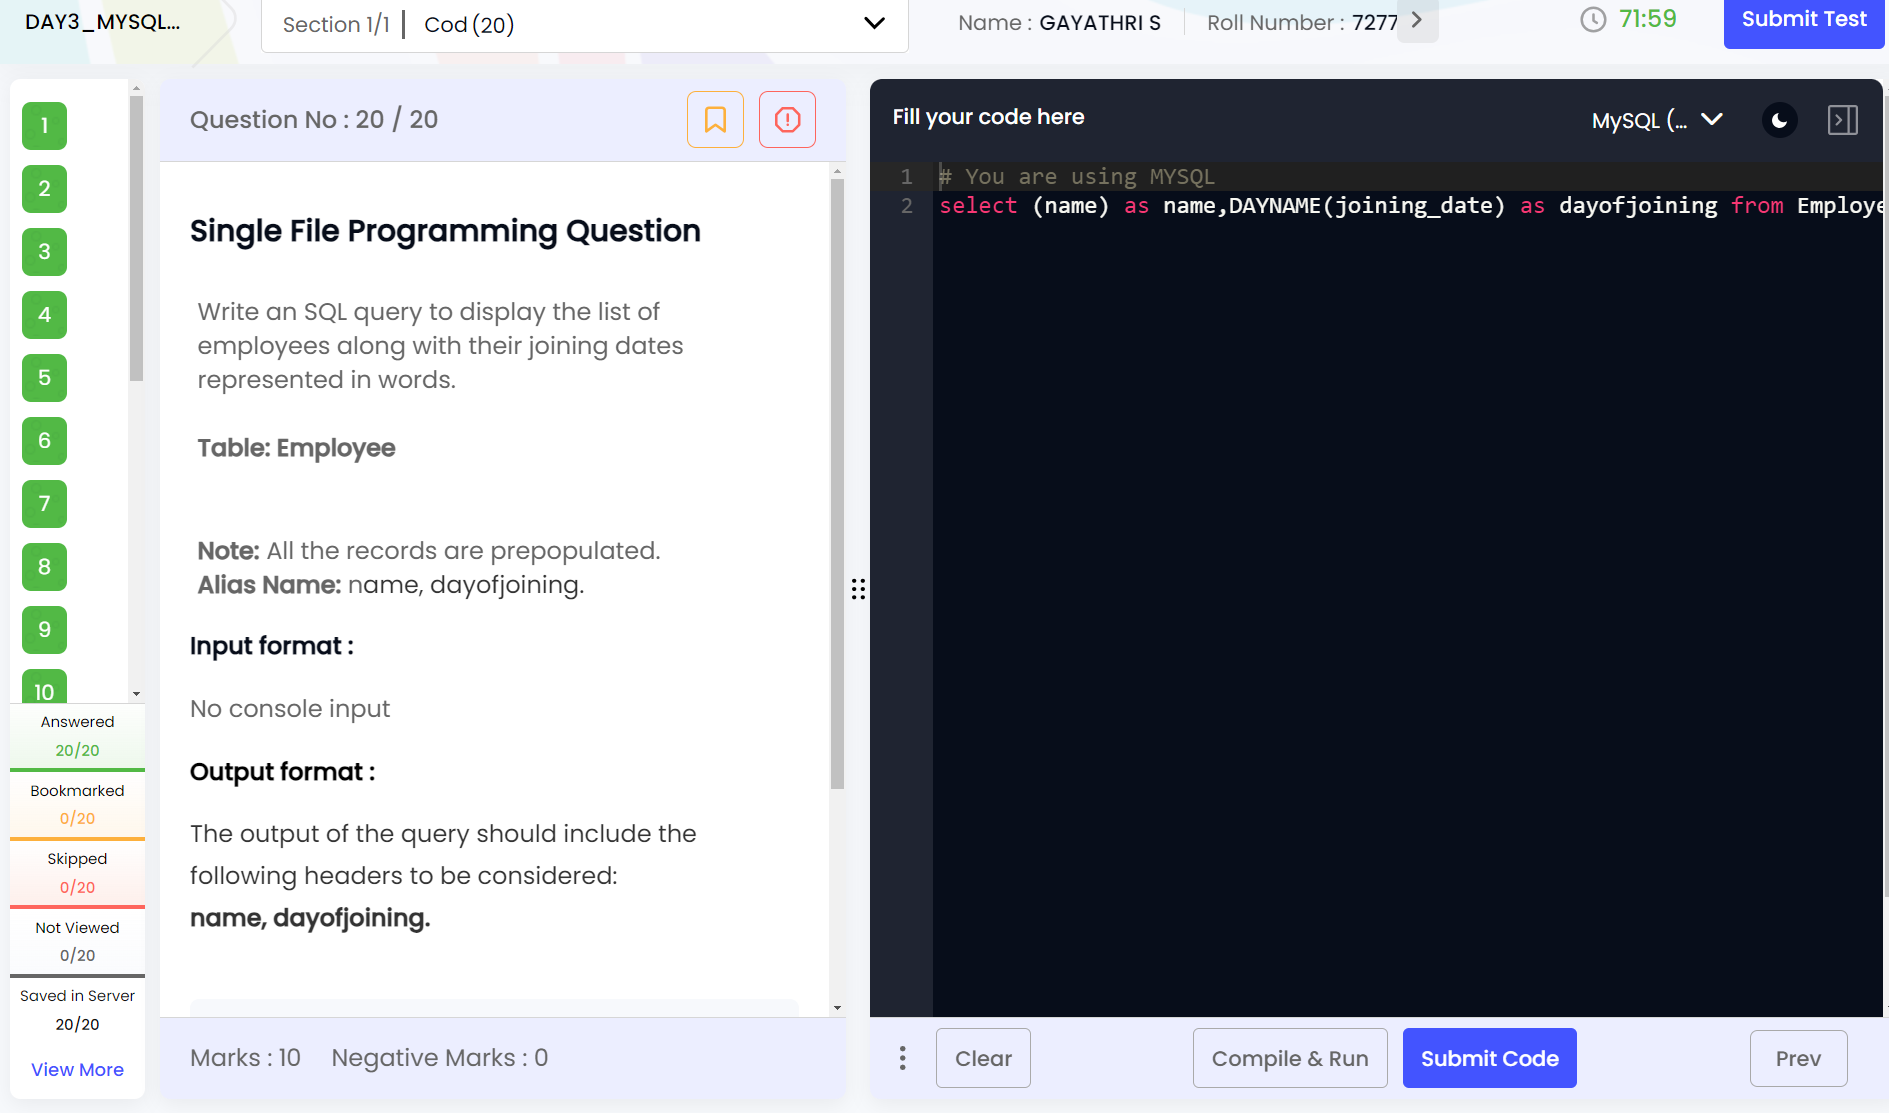 DAY3_MYSQL...
Section 1/1 | Cod (20)
Name : GAYATHRI S
Roll Number : 7277
71:59
Submit Test
1
2
3
4
5
6
7
8
9
10
Answered
20/20
Bookmarked
0/20
Skipped
0/20
Not Viewed
0/20
Saved in Server
20/20
View More
Question No : 20 / 20
Single File Programming Question
Write an SQL query to display the list of
employees along with their joining dates
represented in words.
Table: Employee
Note: All the records are prepopulated.
Alias Name: name, dayofjoining.
Input format :
No console input
Output format :
The output of the query should include the
following headers to be considered:
name, dayofjoining.
Marks : 10 Negative Marks : 0
Fill your code here
MySQL (...
1 # You are using MYSQL
2 select (name) as name,DAYNAME(joining_date) as dayofjoining from Employe
Clear
Compile & Run
Submit Code
Prev